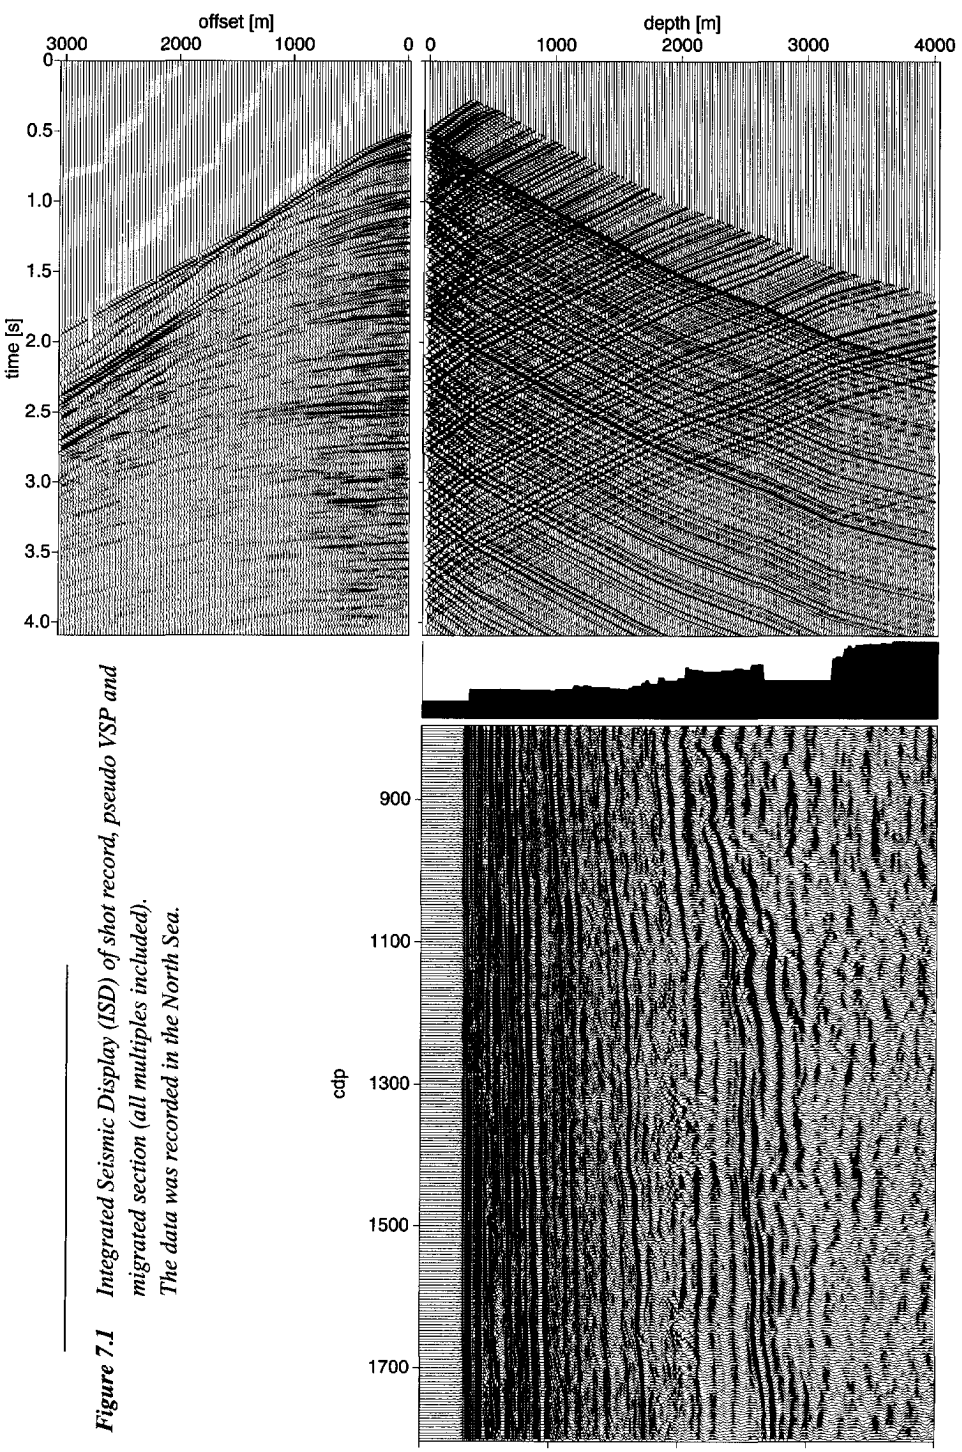 offset [m]
3000 2000 1000 0
depth [m]
0 1000 2000 3000 4000
time [s]
0
0.5
1.0
1.5
2.0
2.5
3.0
3.5
4.0
cdp
900
1100
1300
1500
1700
Figure 7.1 Integrated Seismic Display (ISD) of shot record, pseudo VSP and
migrated section (all multiples included).
The data was recorded in the North Sea.